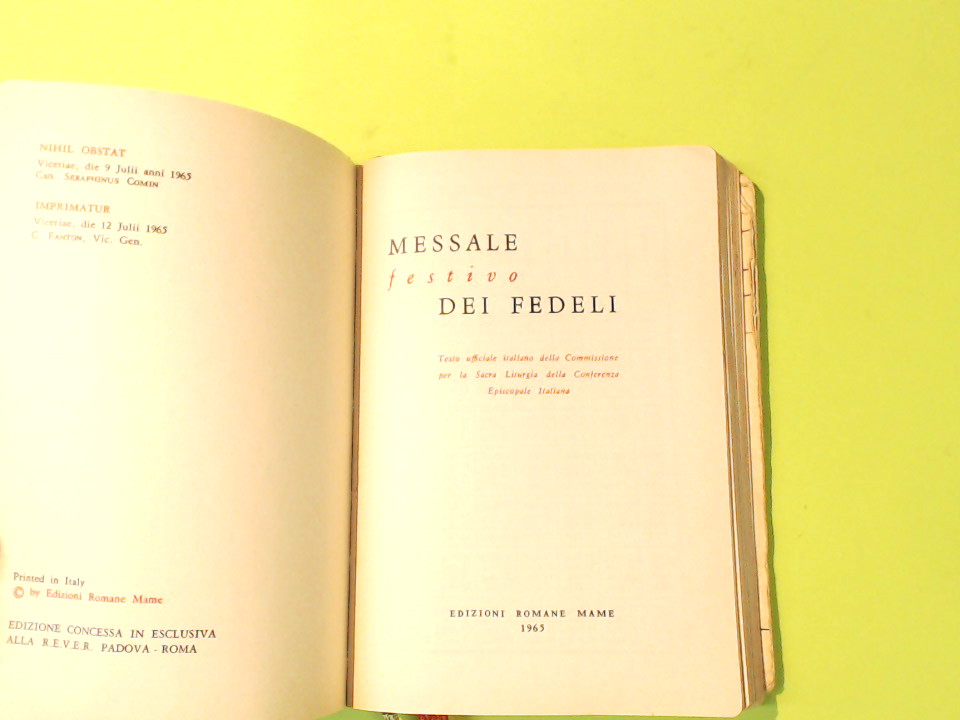 NIHIL OBSTAT
Vicetiae, die 9 Julii anni 1965
Can. SERAPHINUS COMIN
IMPRIMATUR
Vicetiae, die 12 Julii 1965
C. FANTON, Vic. Gen.
Printed in Italy
© by Edizioni Romane Mame
EDIZIONE CONCESSA IN ESCLUSIVA
ALLA R.E.V.E.R. PADOVA - ROMA
MESSALE
festivo
DEI FEDELI
Testo ufficiale italiano della Commissione
per la Sacra Liturgia della Conferenza
Episcopale Italiana
EDIZIONI ROMANE MAME
1965